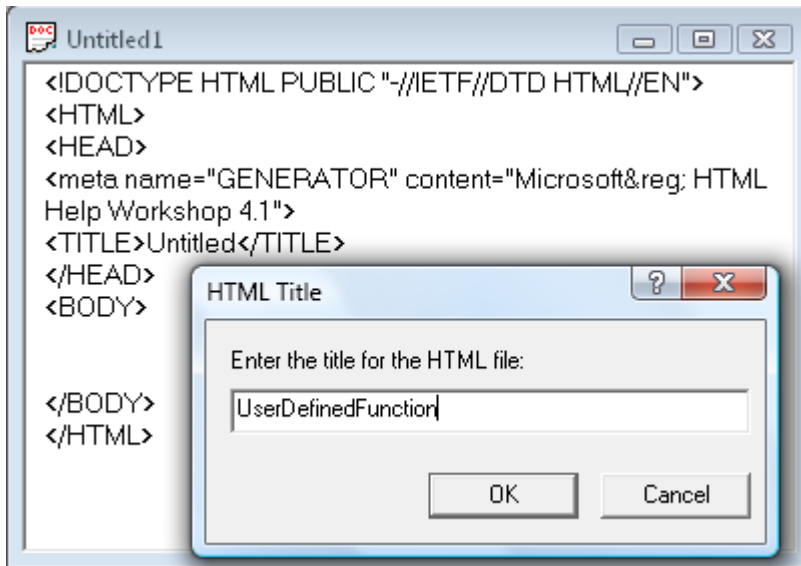 DOC
Untitled1
<!DOCTYPE HTML PUBLIC "-//IETF//DTD HTML//EN">
<HTML>
<HEAD>
<meta name="GENERATOR" content="Microsoft&reg; HTML
Help Workshop 4.1">
<TITLE>Untitled</TITLE>
</HEAD>
<BODY>
</BODY>
</HTML>
HTML Title
Enter the title for the HTML file:
UserDefinedFunction
OK Cancel